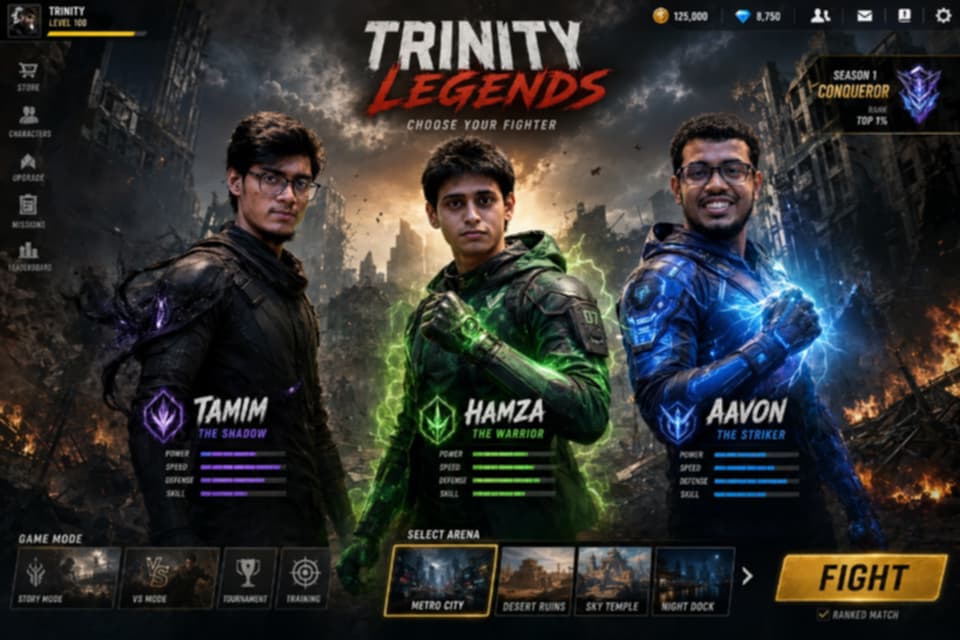 TRINITY
LEVEL 100
125,000
8,750
TRINITY
LEGENDS
CHOOSE YOUR FIGHTER
SEASON 1
CONQUEROR
RANK
TOP 1%
STORE
CHARACTERS
UPGRADE
MISSIONS
LEADERBOARD
07
TAMIM
THE SHADOW
POWER
SPEED
DEFENSE
SKILL
HAMZA
THE WARRIOR
POWER
SPEED
DEFENSE
SKILL
AAVON
THE STRIKER
POWER
SPEED
DEFENSE
SKILL
GAME MODE
STORY MODE
VS
VS MODE
TOURNAMENT
TRAINING
SELECT ARENA
METRO CITY
DESERT RUINS
SKY TEMPLE
NIGHT DOCK
FIGHT
RANKED MATCH